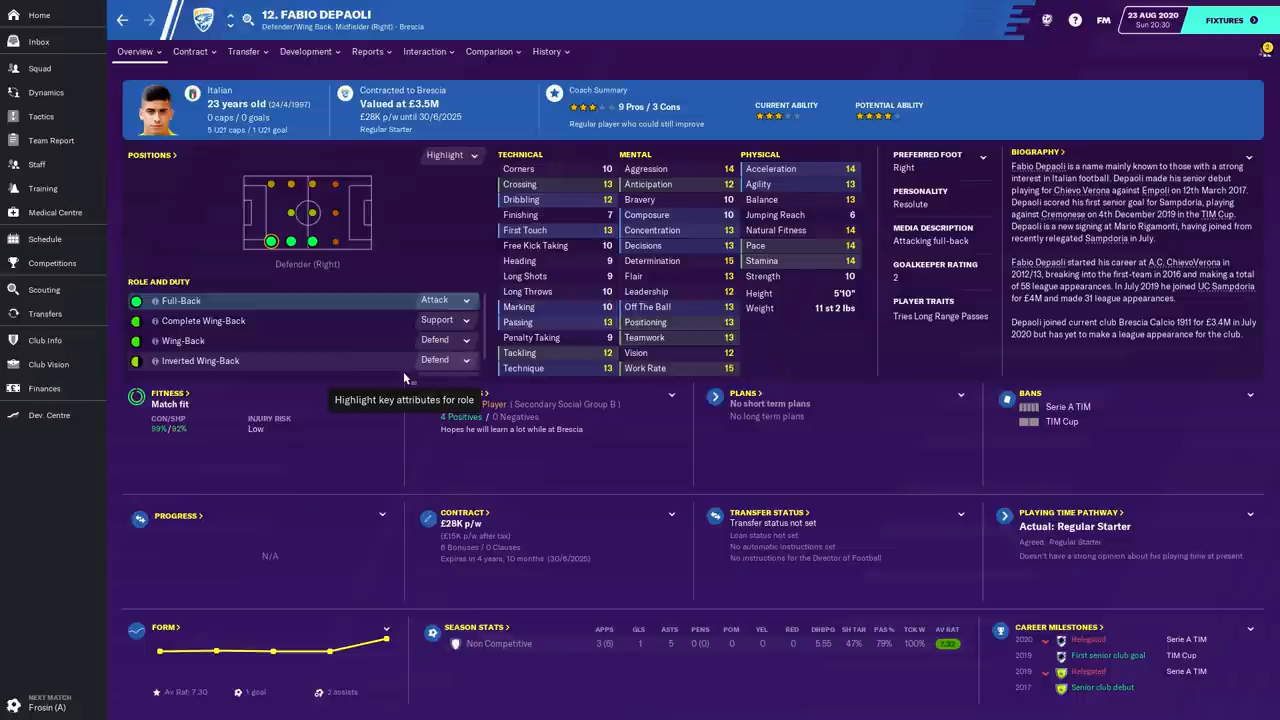 Home
Inbox
Squad
Dynamics
Tactics
Team Report
Staff
Training
Medical Centre
Schedule
Competitions
Scouting
Transfers
Club Info
Club Vision
Finances
Dev. Centre
NEXT MATCH
Frosin (A)
12. FABIO DEPAOLI
Defender/Wing Back, Midfielder (Right) - Brescia
FM
23 AUG 2020
Sun 20:30
FIXTURES
2
Overview
Contract
Transfer
Development
Reports
Interaction
Comparison
History
Italian
23 years old (24/4/1997)
0 caps / 0 goals
5 U21 caps / 1 U21 goal
Contracted to Brescia
Valued at £3.5M
£28K p/w until 30/6/2025
Regular Starter
Coach Summary
9 Pros / 3 Cons
Regular player who could still improve
CURRENT ABILITY
POTENTIAL ABILITY
POSITIONS >
Highlight
Defender (Right)
ROLE AND DUTY
Full-Back Attack
Complete Wing-Back Support
Wing-Back Defend
Inverted Wing-Back Defend
Highlight key attributes for role
TECHNICAL
Corners 10
Crossing 13
Dribbling 12
Finishing 7
First Touch 13
Free Kick Taking 10
Heading 9
Long Shots 9
Long Throws 10
Marking 10
Passing 13
Penalty Taking 9
Tackling 12
Technique 13
MENTAL
Aggression 14
Anticipation 12
Bravery 10
Composure 10
Concentration 13
Decisions 13
Determination 15
Flair 13
Leadership 12
Off The Ball 13
Positioning 13
Teamwork 13
Vision 12
Work Rate 15
PHYSICAL
Acceleration 14
Agility 13
Balance 13
Jumping Reach 6
Natural Fitness 14
Pace 14
Stamina 14
Strength 10
Height 5'10"
Weight 11 st 2 lbs
PREFERRED FOOT
Right
PERSONALITY
Resolute
MEDIA DESCRIPTION
Attacking full-back
GOALKEEPER RATING
2
PLAYER TRAITS
Tries Long Range Passes
BIOGRAPHY >
Fabio Depaoli is a name mainly known to those with a strong
interest in Italian football. Depaoli made his senior debut
playing for Chievo Verona against Empoli on 12th March 2017.
Depaoli scored his first senior goal for Sampdoria, playing
against Cremonese on 4th December 2019 in the TIM Cup.
Depaoli is a new signing at Mario Rigamonti, having joined from
recently relegated Sampdoria in July.
Fabio Depaoli started his career at A.C. ChievoVerona in
2012/13, breaking into the first-team in 2016 and making a total
of 58 league appearances. In July 2019 he joined UC Sampdoria
for £4M and made 31 league appearances.
Depaoli joined current club Brescia Calcio 1911 for £3.4M in July
2020 but has yet to make a league appearance for the club.
FITNESS >
Match fit
CON/SHP
99%/92%
INJURY RISK
Low
Player ( Secondary Social Group B )
4 Positives / 0 Negatives
Hopes he will learn a lot while at Brescia
PLANS >
No short term plans
No long term plans
BANS
Serie A TIM
TIM Cup
PROGRESS >
N/A
CONTRACT >
£28K p/w
(£15K p/w after tax)
6 Bonuses / 0 Clauses
Expires in 4 years, 10 months (30/6/2025)
TRANSFER STATUS >
Transfer status not set
Loan status not set
No automatic instructions set
No instructions for the Director of Football
PLAYING TIME PATHWAY >
Actual: Regular Starter
Agreed: Regular Starter
Doesn't have a strong opinion about his playing time at present.
FORM >
Av Rat: 7.30
1 goal
2 assists
SEASON STATS >
APPS GLS ASTS PENS POM YEL RED DRBPG SH TAR PAS % TCK W AV RAT
Non Competitive 3 (6) 1 5 0 (0) 0 0 0 5.55 47% 79% 100% 7.32
CAREER MILESTONES >
2020 Relegated Serie A TIM
2019 First senior club goal TIM Cup
2019 Relegated Serie A TIM
2017 Senior club debut